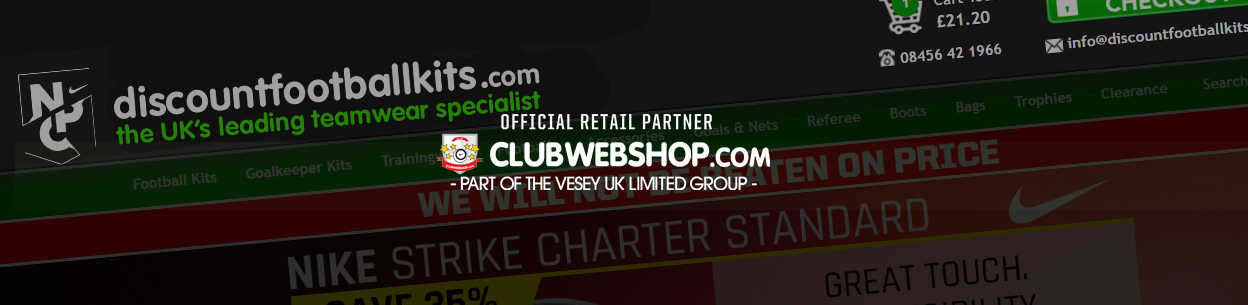 1
£21.20
CHECKOUT
08456 42 1966
info@discountfootballkits
NPC
discountfootballkits.com
the UK's leading teamwear specialist
Football Kits
Goalkeeper Kits
Training
Accessories
Goals & Nets
Referee
Boots
Bags
Trophies
Clearance
Search
OFFICIAL RETAIL PARTNER
CLUBWEBSHOP.COM
- PART OF THE VESEY UK LIMITED GROUP -
WE WILL NOT BE BEATEN ON PRICE
NIKE STRIKE CHARTER STANDARD
SAVE 35%
GREAT TOUCH.